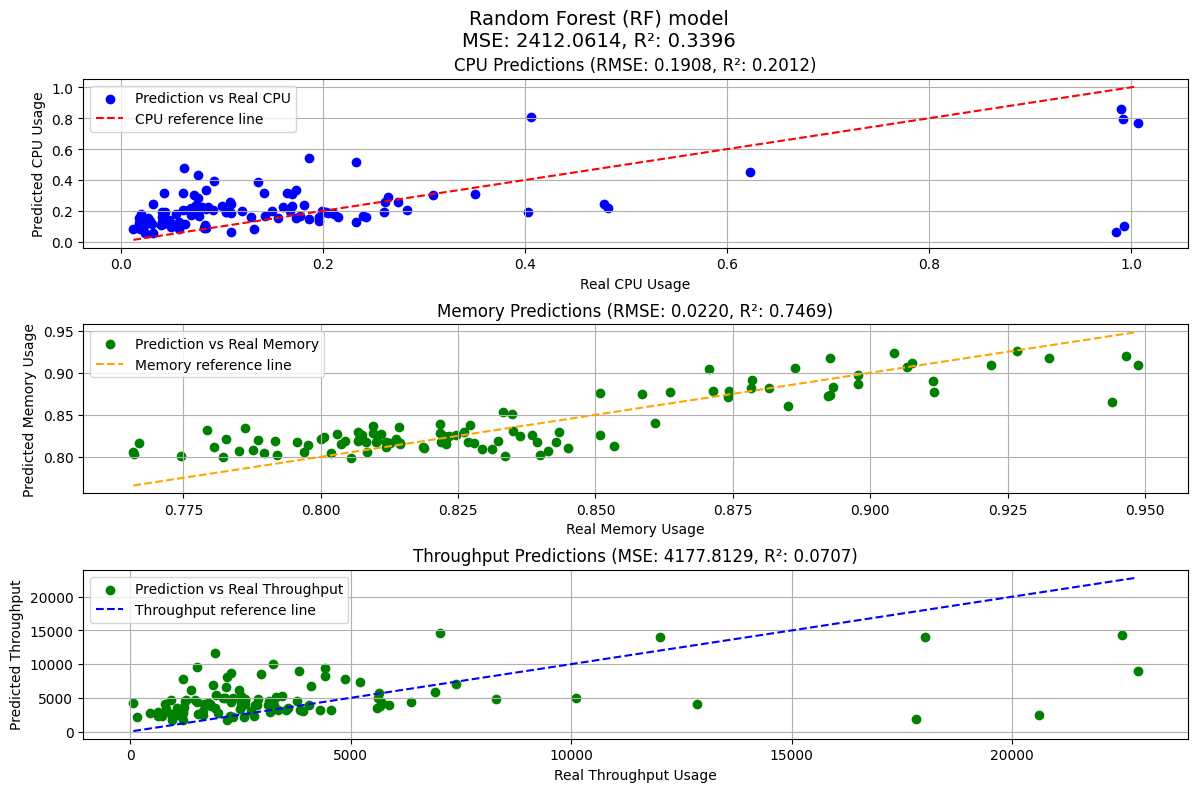 Random Forest (RF) model
MSE: 2412.0614, R²: 0.3396
CPU Predictions (RMSE: 0.1908, R²: 0.2012)
Predicted CPU Usage
1.0
0.8
0.6
0.4
0.2
0.0
Prediction vs Real CPU
CPU reference line
0.0 0.2 0.4 0.6 0.8 1.0
Real CPU Usage
Memory Predictions (RMSE: 0.0220, R²: 0.7469)
Predicted Memory Usage
0.95
0.90
0.85
0.80
Prediction vs Real Memory
Memory reference line
0.775 0.800 0.825 0.850 0.875 0.900 0.925 0.950
Real Memory Usage
Throughput Predictions (MSE: 4177.8129, R²: 0.0707)
Predicted Throughput
20000
15000
10000
5000
0
Prediction vs Real Throughput
Throughput reference line
0 5000 10000 15000 20000
Real Throughput Usage